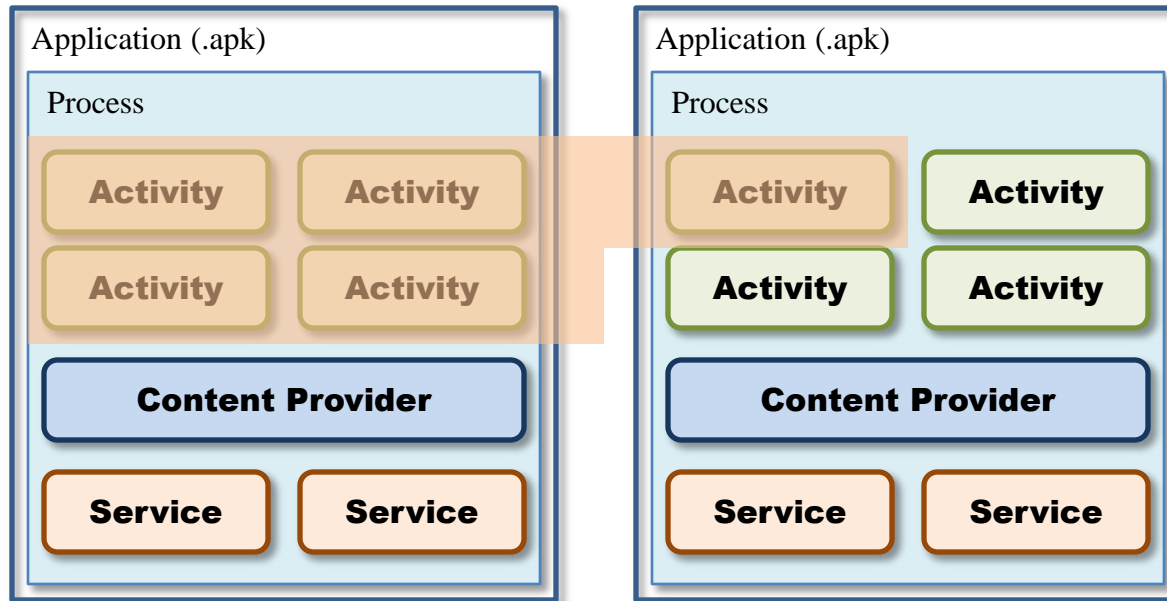 Application (.apk)
Process
Activity Activity
Activity Activity
Content Provider
Service Service
Application (.apk)
Process
Activity Activity
Activity Activity
Content Provider
Service Service